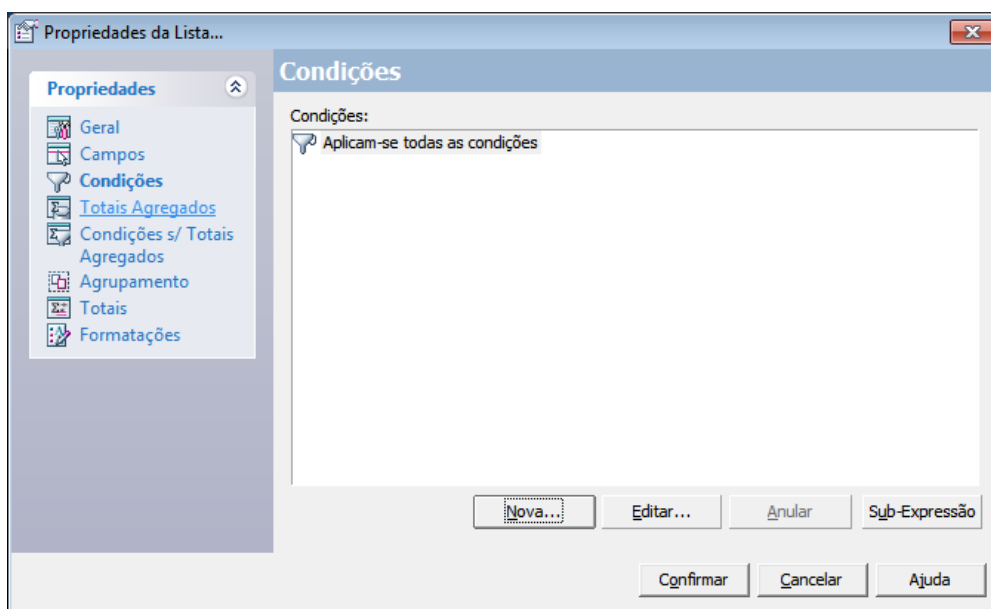 Propriedades da Lista...
Propriedades
Geral
Campos
Condições
Totais Agregados
Condições s/ Totais
Agregados
Agrupamento
Totais
Formatações
Condições
Condições:
Aplicam-se todas as condições
Nova... Editar... Anular Sub-Expressão
Confirmar Cancelar Ajuda